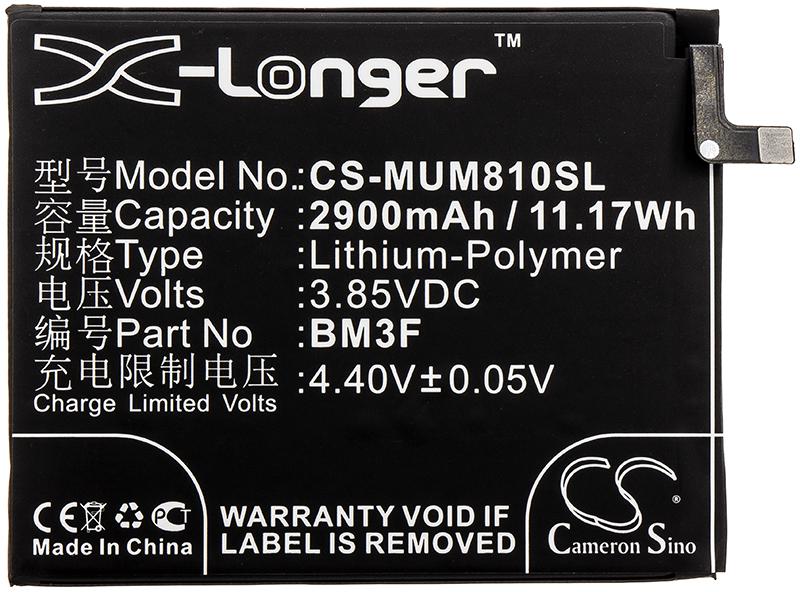 X-Longer™
型号Model No.: CS-MUM810SL
容量Capacity :2900mAh / 11.17Wh
规格Type :Lithium-Polymer
电压Volts :3.85VDC
编号Part No :BM3F
充电限制电压 :4.40V±0.05V
Charge Limited Volts
CE PCT
Made In China
WARRANTY VOID IF
LABEL IS REMOVED
CS®
Cameron Sino